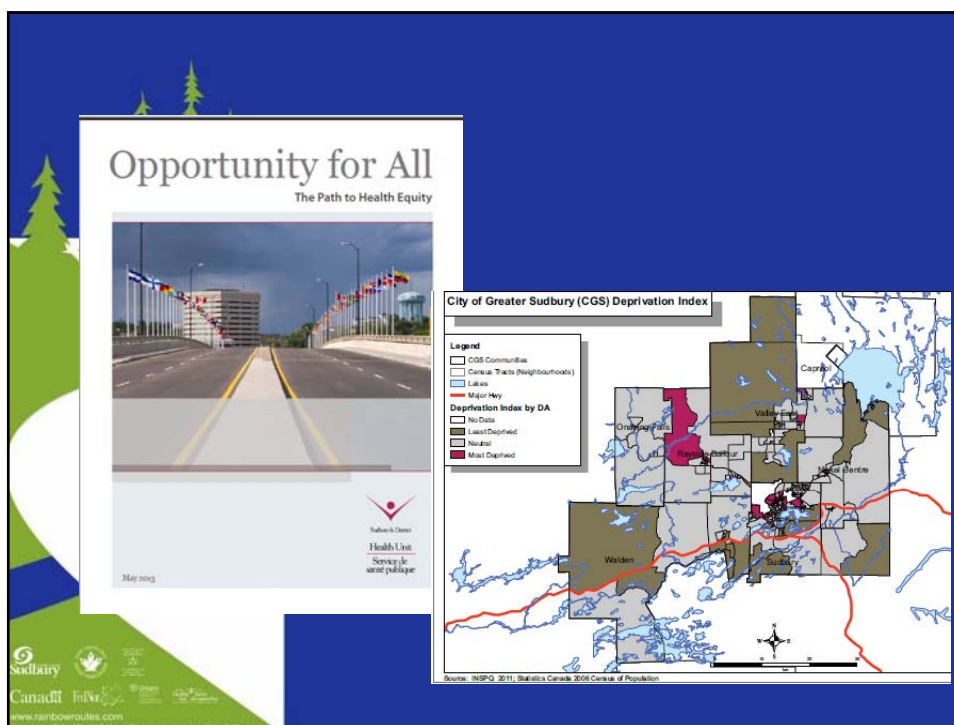 Opportunity for All
The Path to Health Equity
Sudbury & District
Health Unit
Service de
santé publique
May 2013
City of Greater Sudbury (CGS) Deprivation Index
Legend
CGS Communities
Census Tracts (Neighbourhoods)
Lakes
Major Hwy
Deprivation Index by DA
No Data
Least Deprived
Neutral
Most Deprived
Capreol
Valley East
Onaping Falls
Rayside Balfour
Nickel Centre
Walden
Sudbury
N
W E
S
Source: INSPQ 2011; Statistics Canada 2006 Census of Population
Sudbury
Canada
Ontario
www.rainbowroutes.com